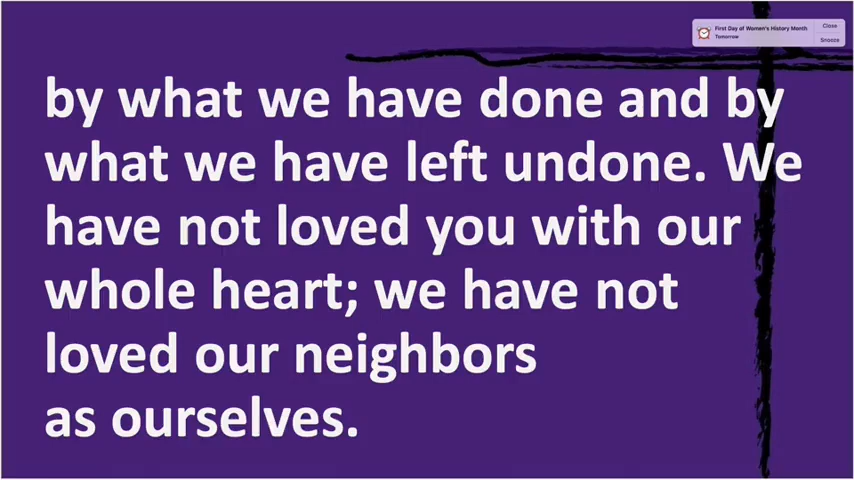 First Day of Women's History Month
Tomorrow
Close
Snooze
by what we have done and by
what we have left undone. We
have not loved you with our
whole heart; we have not
loved our neighbors
as ourselves.